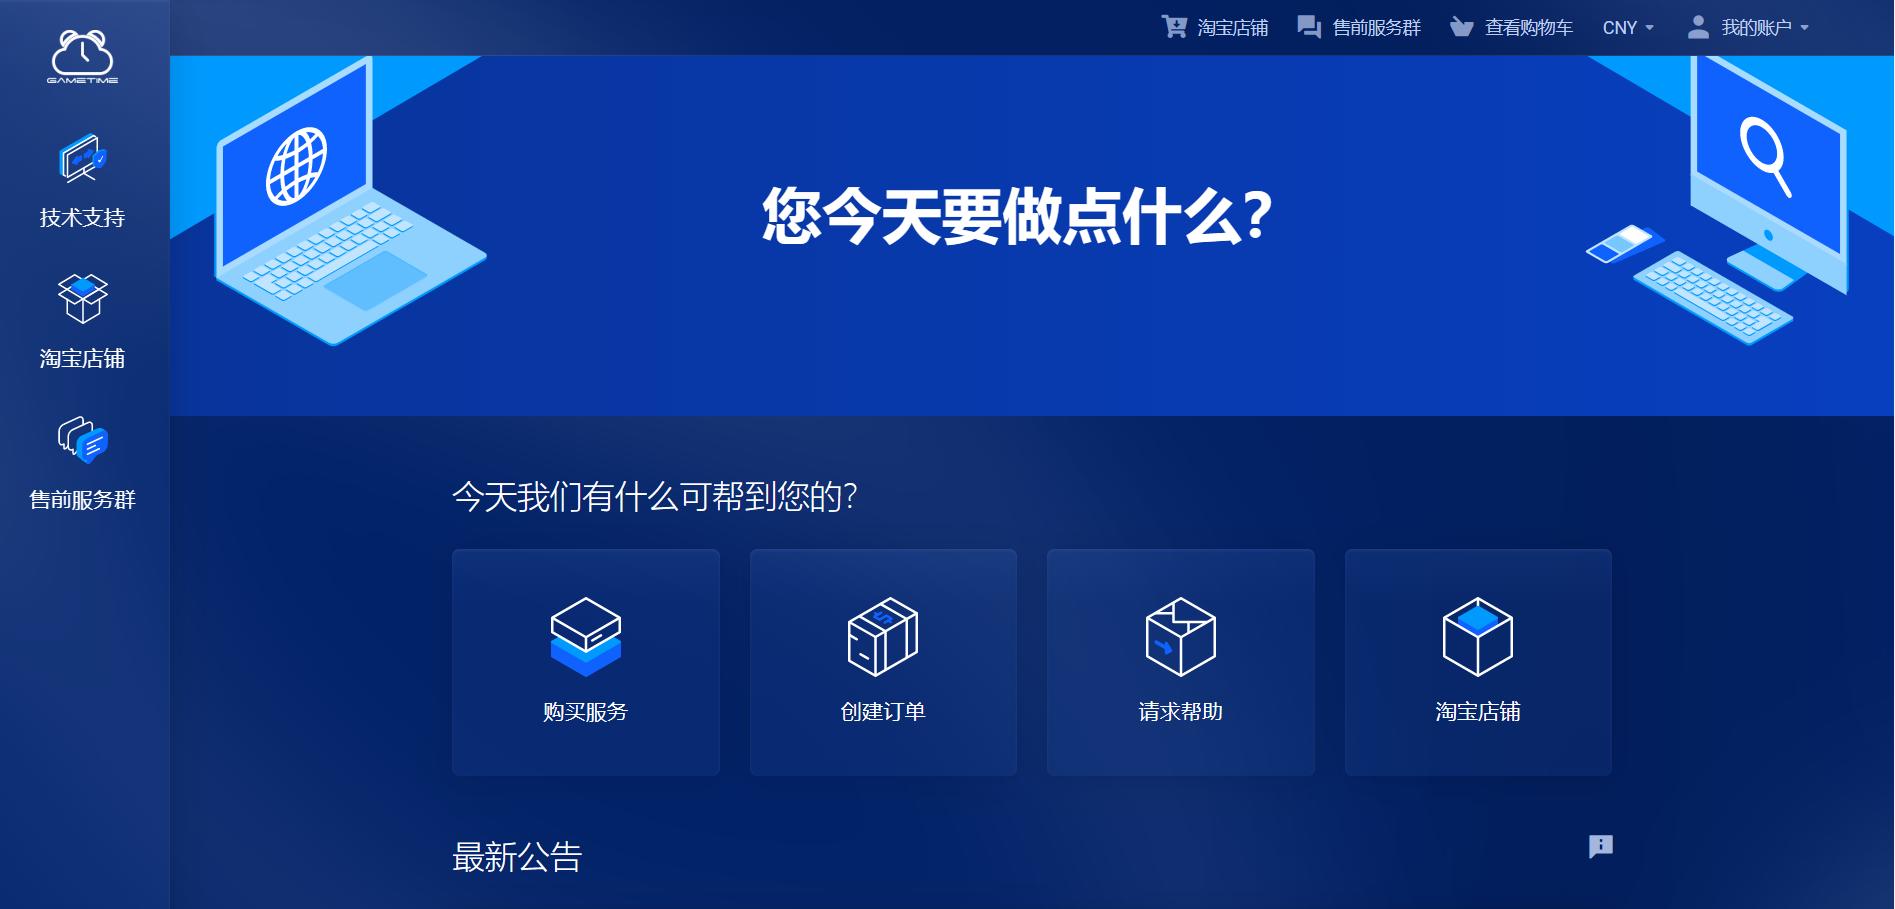 GAMETIME
技术支持
淘宝店铺
售前服务群
淘宝店铺 售前服务群 查看购物车 CNY 我的账户
您今天要做点什么?
今天我们有什么可帮到您的?
购买服务 创建订单 请求帮助 淘宝店铺
最新公告